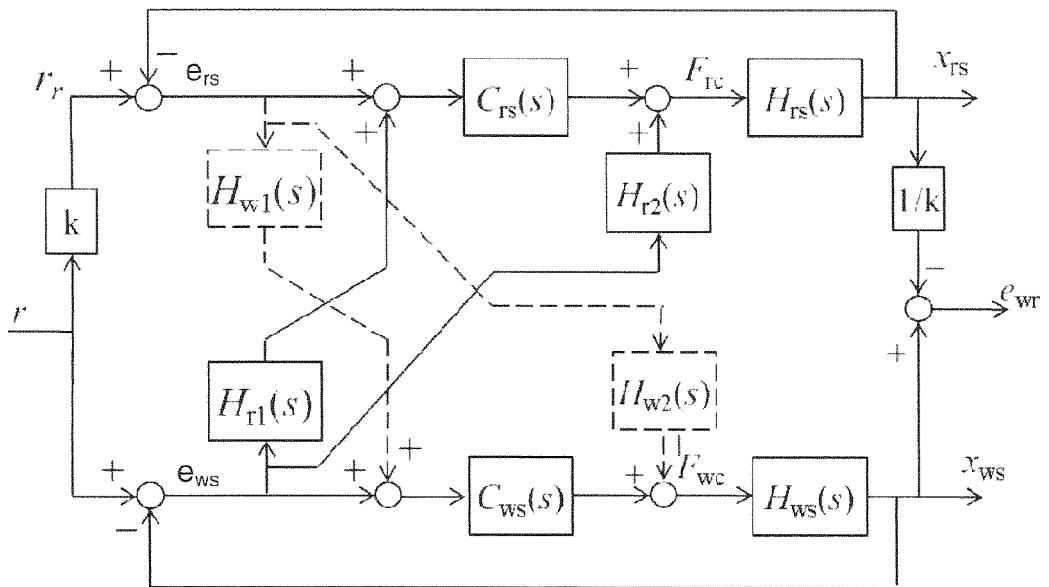 −
+ e_rs + + F_rc x_rs
r_r C_rs(s) H_rs(s)
+ +
H_w1(s) H_r2(s) 1/k
k
−
r e_wr
+
H_r1(s) H_w2(s)
+ e_ws + + + F_wc x_ws
C_ws(s) H_ws(s)
−